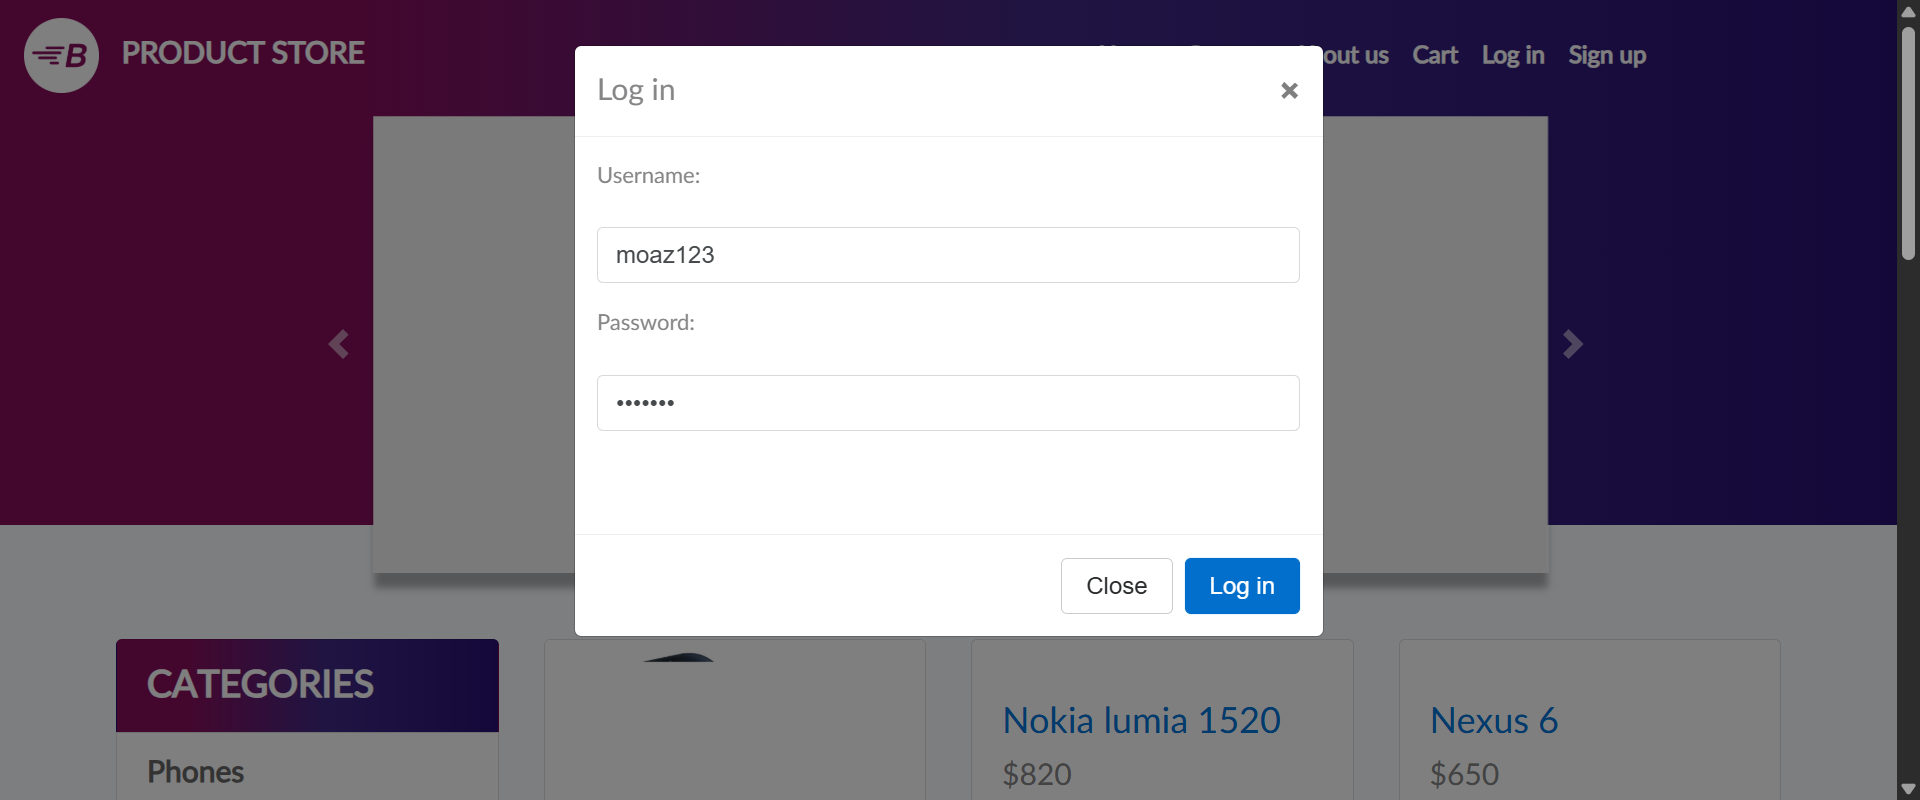 B PRODUCT STORE
out us Cart Log in Sign up
Log in
×
Username:
moaz123
Password:
•••••••
Close Log in
CATEGORIES
Phones
Nokia lumia 1520
$820
Nexus 6
$650